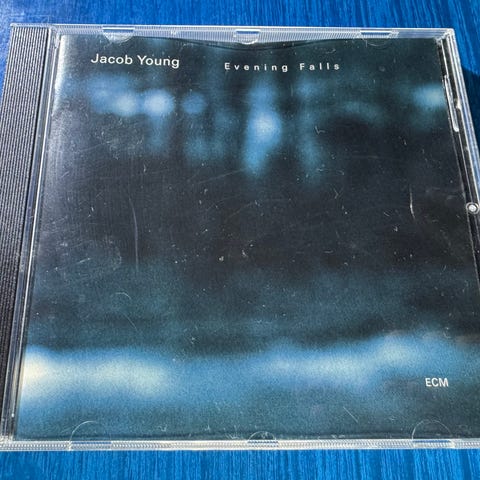 Jacob Young
Evening Falls
ECM